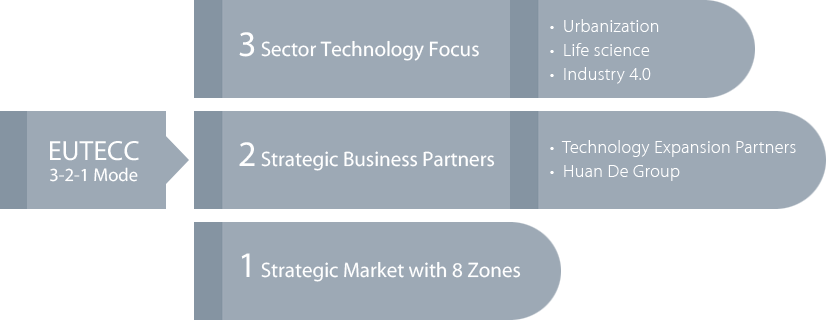 3 Sector Technology Focus
• Urbanization
• Life science
• Industry 4.0
EUTECC
3-2-1 Mode
2 Strategic Business Partners
• Technology Expansion Partners
• Huan De Group
1 Strategic Market with 8 Zones